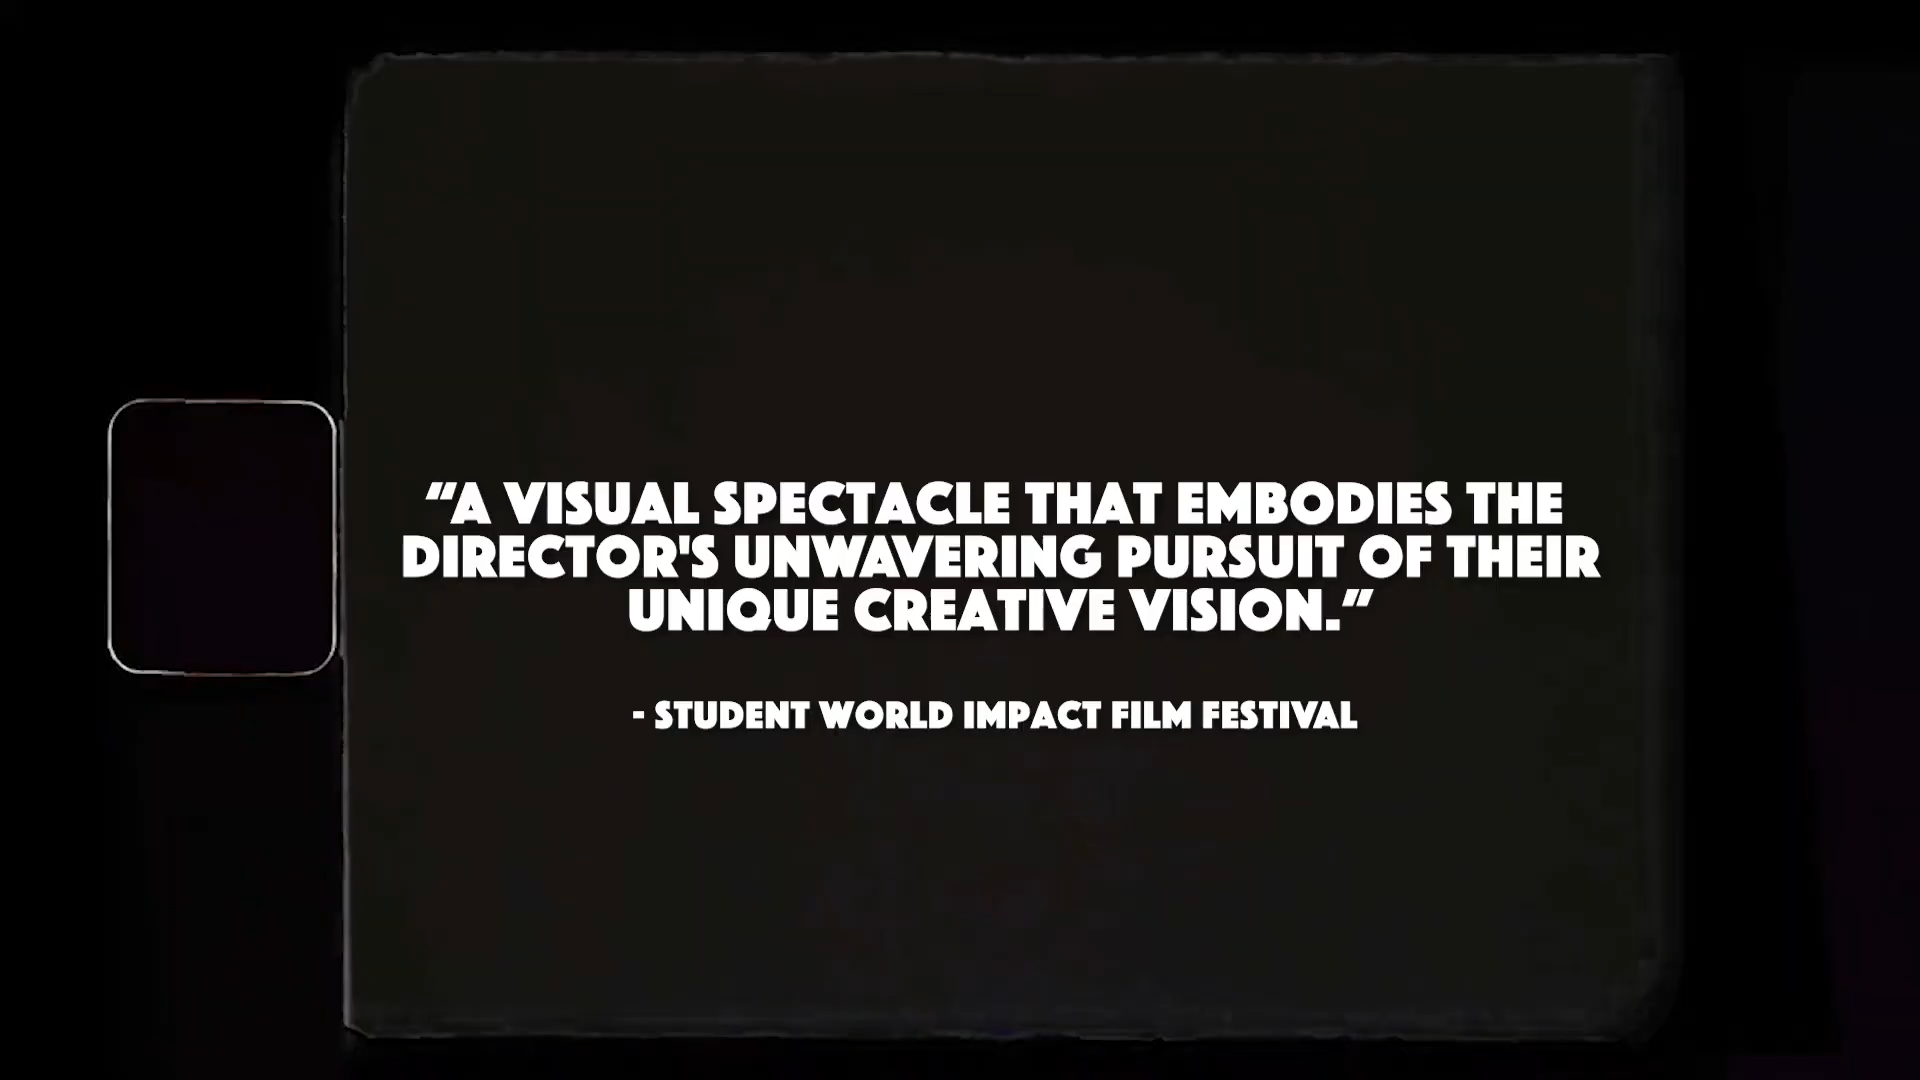 “A VISUAL SPECTACLE THAT EMBODIES THE
DIRECTOR'S UNWAVERING PURSUIT OF THEIR
UNIQUE CREATIVE VISION.”
- STUDENT WORLD IMPACT FILM FESTIVAL